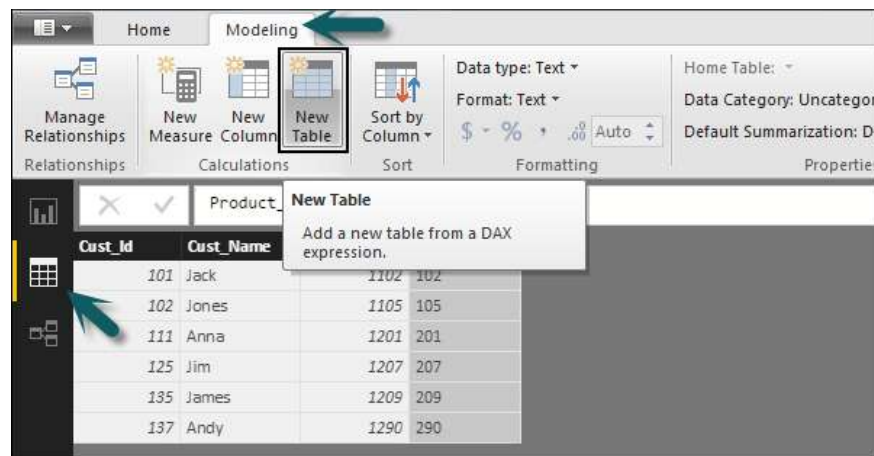 Home Modeling
Data type: Text Home Table:
Manage New New New Sort by Format: Text Data Category: Uncategor
Relationships Measure Column Table Column $ - % , .00 Auto Default Summarization: D
Relationships Calculations Sort Formatting Propertie
Product_
New Table
Add a new table from a DAX
expression.
Cust_Id Cust_Name
101 Jack 1102 102
102 Jones 1105 105
111 Anna 1201 201
125 Jim 1207 207
135 James 1209 209
137 Andy 1290 290